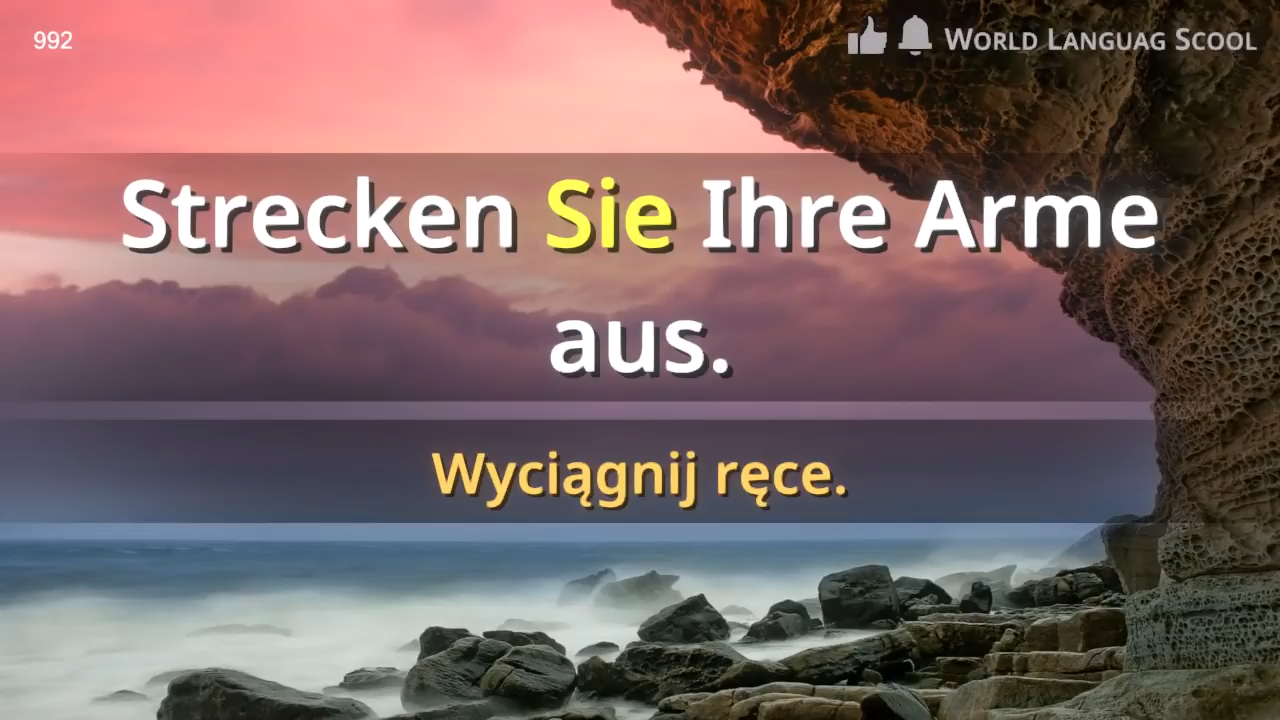 992
World Languag Scool
Strecken Sie Ihre Arme
aus.
Wyciągnij ręce.